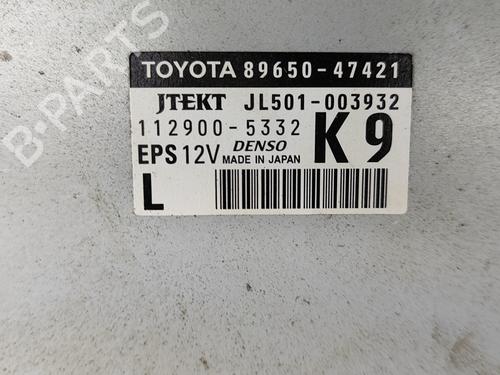 TOYOTA 89650-47421
JTEKT JL501-003932
112900-5332 K9
EPS 12V DENSO MADE IN JAPAN
L
B-PARTS